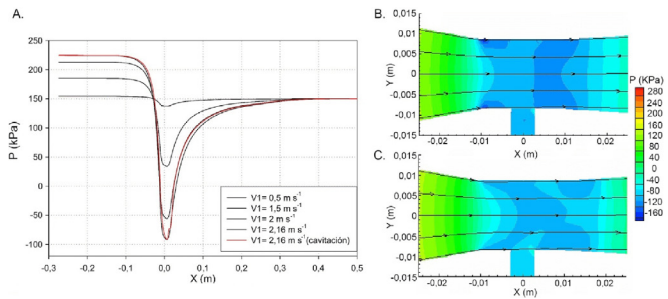 A.
250
200
150
100
50
0
-50
-100
P (kPa)
-0,3 -0,2 -0,1 0,0 0,1 0,2 0,3 0,4 0,5
X (m)
V1= 0,5 m s⁻¹
V1= 1,5 m s⁻¹
V1= 2 m s⁻¹
V1= 2,16 m s⁻¹
V1= 2,16 m s⁻¹(cavitación)
B.
0,015
0,01
0,005
0
-0,005
-0,01
-0,015
Y (m)
-0,02 -0,01 0 0,01 0,02
X (m)
C.
0,01
0,005
0,00
-0,005
-0,01
-0,015
Y (m)
-0,02 -0,01 0 0,01 0,02
X (m)
P (KPa)
280
240
200
160
120
80
40
0
-40
-80
-120
-160